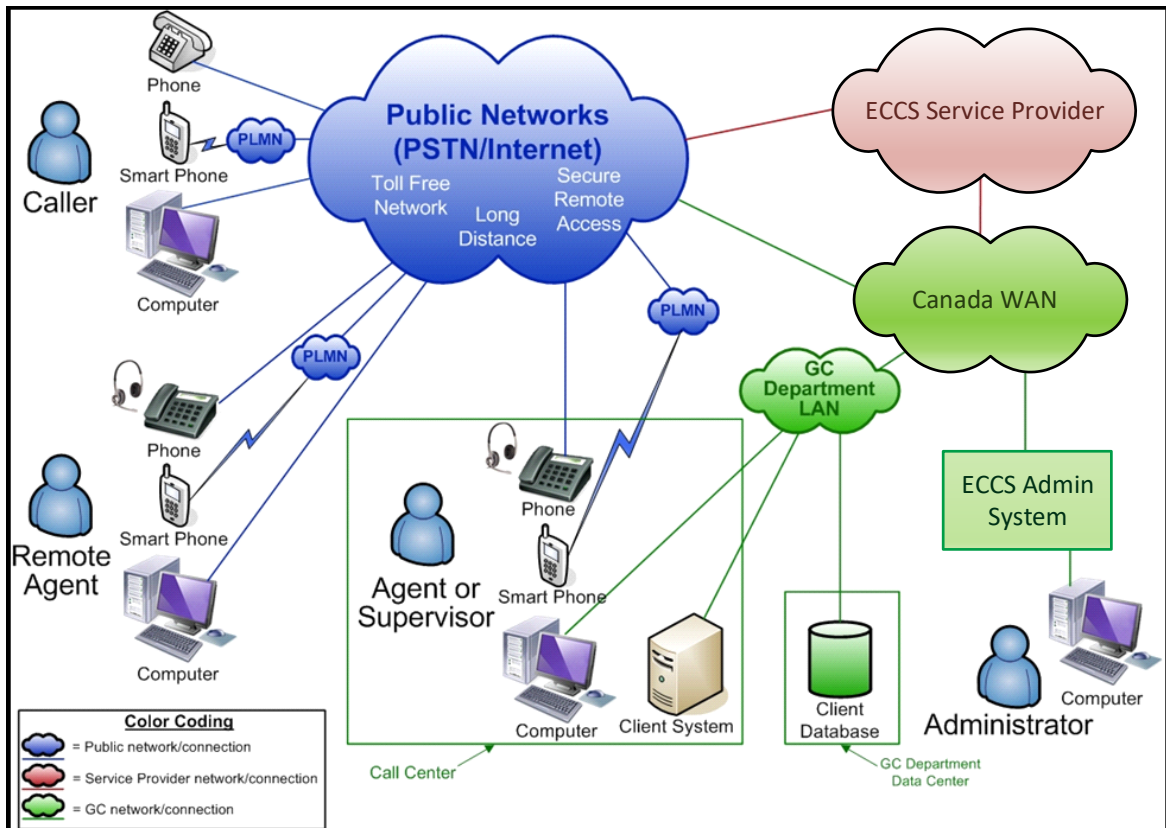 Phone
PLMN
Smart Phone
Caller
Computer
Public Networks
(PSTN/Internet)
Toll Free
Network
Long
Distance
Secure
Remote
Access
ECCS Service Provider
Canada WAN
PLMN
PLMN
GC
Department
LAN
Phone
Smart Phone
Remote
Agent
Computer
Phone
Smart Phone
Agent or
Supervisor
Computer
Client System
Call Center
Client
Database
GC Department
Data Center
ECCS Admin
System
Computer
Administrator
Color Coding
= Public network/connection
= Service Provider network/connection
= GC network/connection